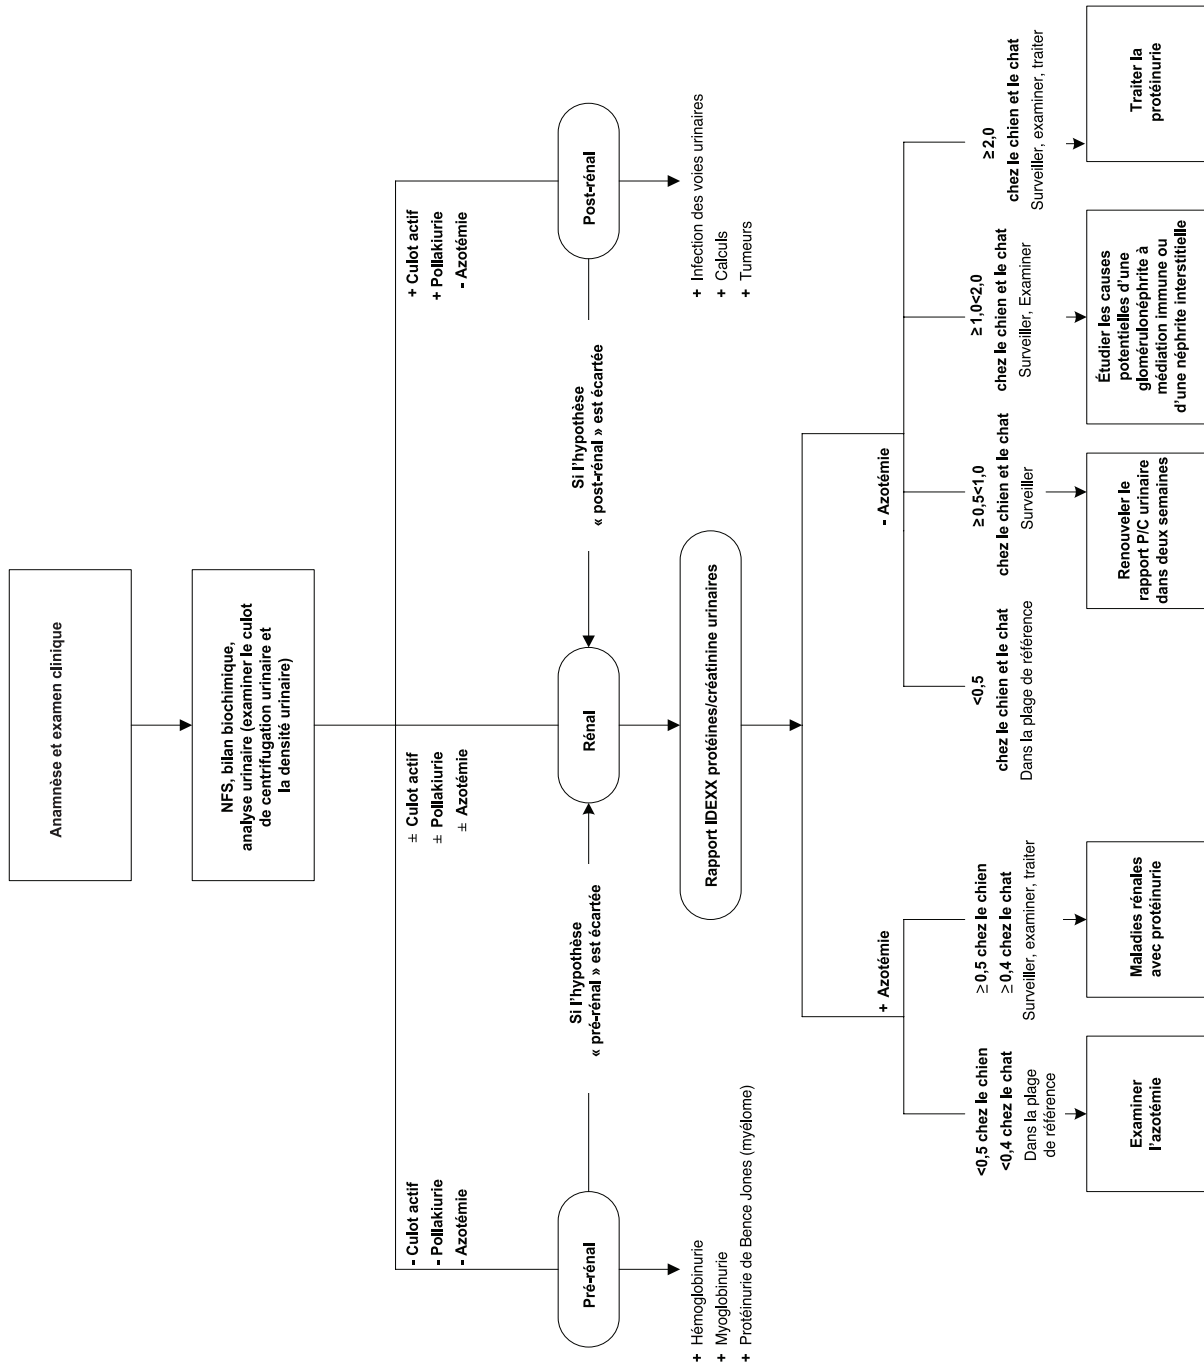 Anamnèse et examen clinique
NFS, bilan biochimique,
analyse urinaire (examiner le culot
de centrifugation urinaire et
la densité urinaire)
- Culot actif
- Pollakiurie
- Azotémie
± Culot actif
± Pollakiurie
± Azotémie
+ Culot actif
+ Pollakiurie
- Azotémie
Pré-rénal
Si l'hypothèse
« pré-rénal » est écartée
Rénal
Si l'hypothèse
« post-rénal » est écartée
Post-rénal
+ Hémoglobinurie
+ Myoglobinurie
+ Protéinurie de Bence Jones (myélome)
Rapport IDEXX protéines/créatinine urinaires
+ Infection des voies urinaires
+ Calculs
+ Tumeurs
+ Azotémie
- Azotémie
<0,5 chez le chien
<0,4 chez le chat
Dans la plage
de référence
≥0,5 chez le chien
≥0,4 chez le chat
Surveiller, examiner, traiter
<0,5
chez le chien et le chat
Dans la plage de référence
≥0,5<1,0
chez le chien et le chat
Surveiller
≥1,0<2,0
chez le chien et le chat
Surveiller, Examiner
≥2,0
chez le chien et le chat
Surveiller, examiner, traiter
Examiner
l'azotémie
Maladies rénales
avec protéinurie
Renouveler le
rapport P/C urinaire
dans deux semaines
Étudier les causes
potentielles d'une
glomérulonéphrite à
médiation immune ou
d'une néphrite interstitielle
Traiter la
protéinurie